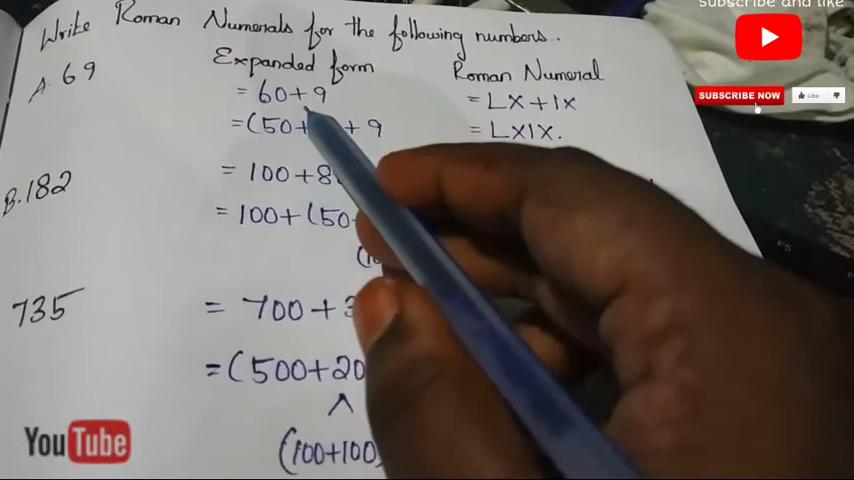 Subscribe and like
Write Roman Numerals for the following numbers.
Expanded form Roman Numeral
A. 69 = 60+9 = LX+IX
=(50+ + 9 = LXIX.
B. 182 = 100+8
= 100+(50
735 = 700+3
=(500+20
(100+100)
SUBSCRIBE NOW Like
YouTube